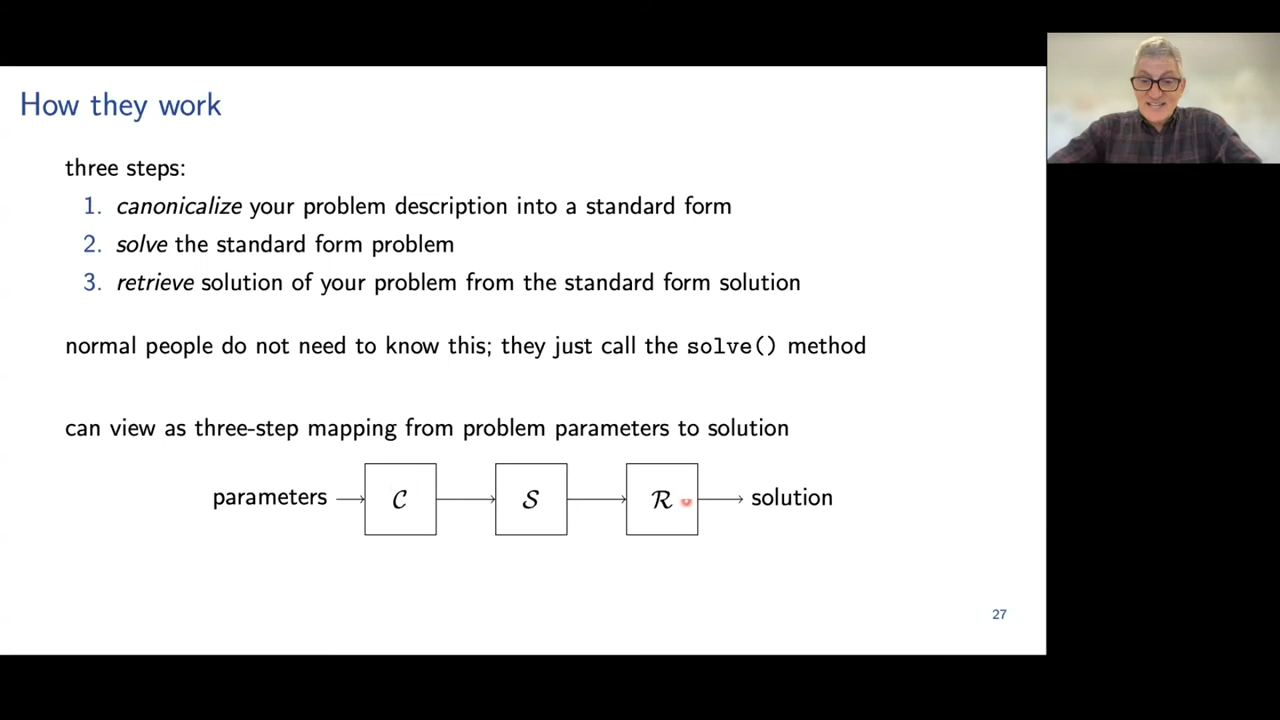 How they work
three steps:
1. canonicalize your problem description into a standard form
2. solve the standard form problem
3. retrieve solution of your problem from the standard form solution
normal people do not need to know this; they just call the solve() method
can view as three-step mapping from problem parameters to solution
parameters C S R solution
27